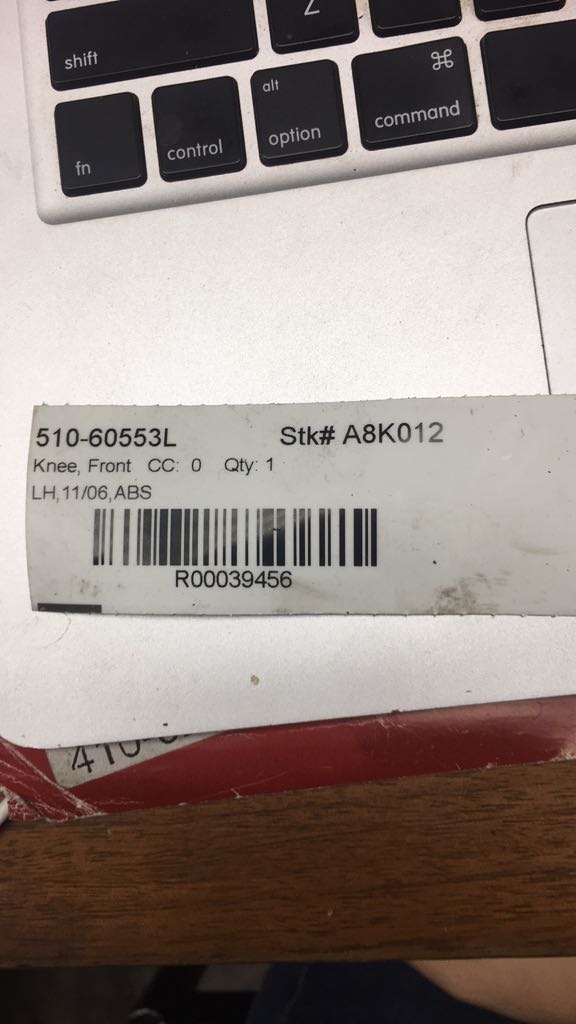 Z
shift
⌘
alt
fn
control
option
command
510-60553L Stk# A8K012
Knee, Front CC: 0 Qty: 1
LH,11/06,ABS
R00039456